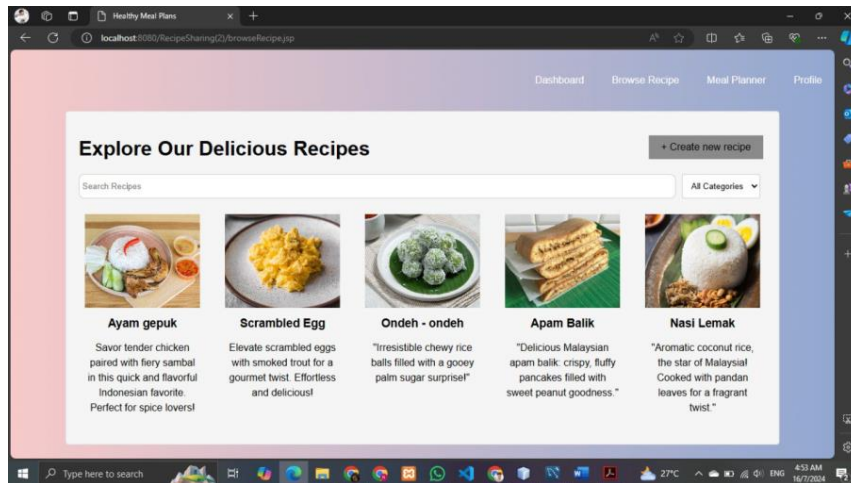 Healthy Meal Plans
localhost:8080/RecipeSharing(2)/browseRecipe.jsp
Dashboard Browse Recipe Meal Planner Profile
Explore Our Delicious Recipes
+ Create new recipe
Search Recipes
All Categories
Ayam gepuk
Savor tender chicken
paired with fiery sambal
in this quick and flavorful
Indonesian favorite.
Perfect for spice lovers!
Scrambled Egg
Elevate scrambled eggs
with smoked trout for a
gourmet twist. Effortless
and delicious!
Ondeh - ondeh
"Irresistible chewy rice
balls filled with a gooey
palm sugar surprise!"
Apam Balik
"Delicious Malaysian
apam balik: crispy, fluffy
pancakes filled with
sweet peanut goodness."
Nasi Lemak
"Aromatic coconut rice,
the star of Malaysia!
Cooked with pandan
leaves for a fragrant
twist."
Type here to search
27°C
ENG
4:53 AM
16/7/2024